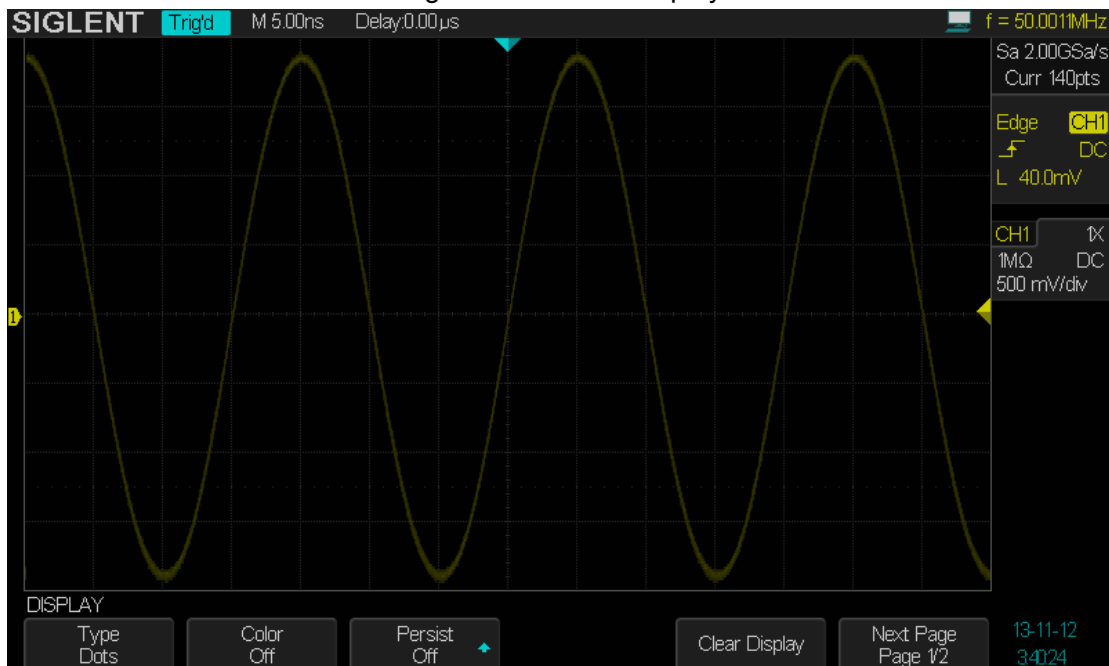 SIGLENT Trig'd M 5.00ns Delay:0.00µs f = 50.0011MHz
Sa 2.00GSa/s
Curr 140pts
Edge CH1
DC
L 40.0mV
CH1 1X
1MΩ DC
500 mV/div
1
DISPLAY
Type Color Persist Clear Display Next Page 13-11-12
Dots Off Off Page 1/2 3:40:24